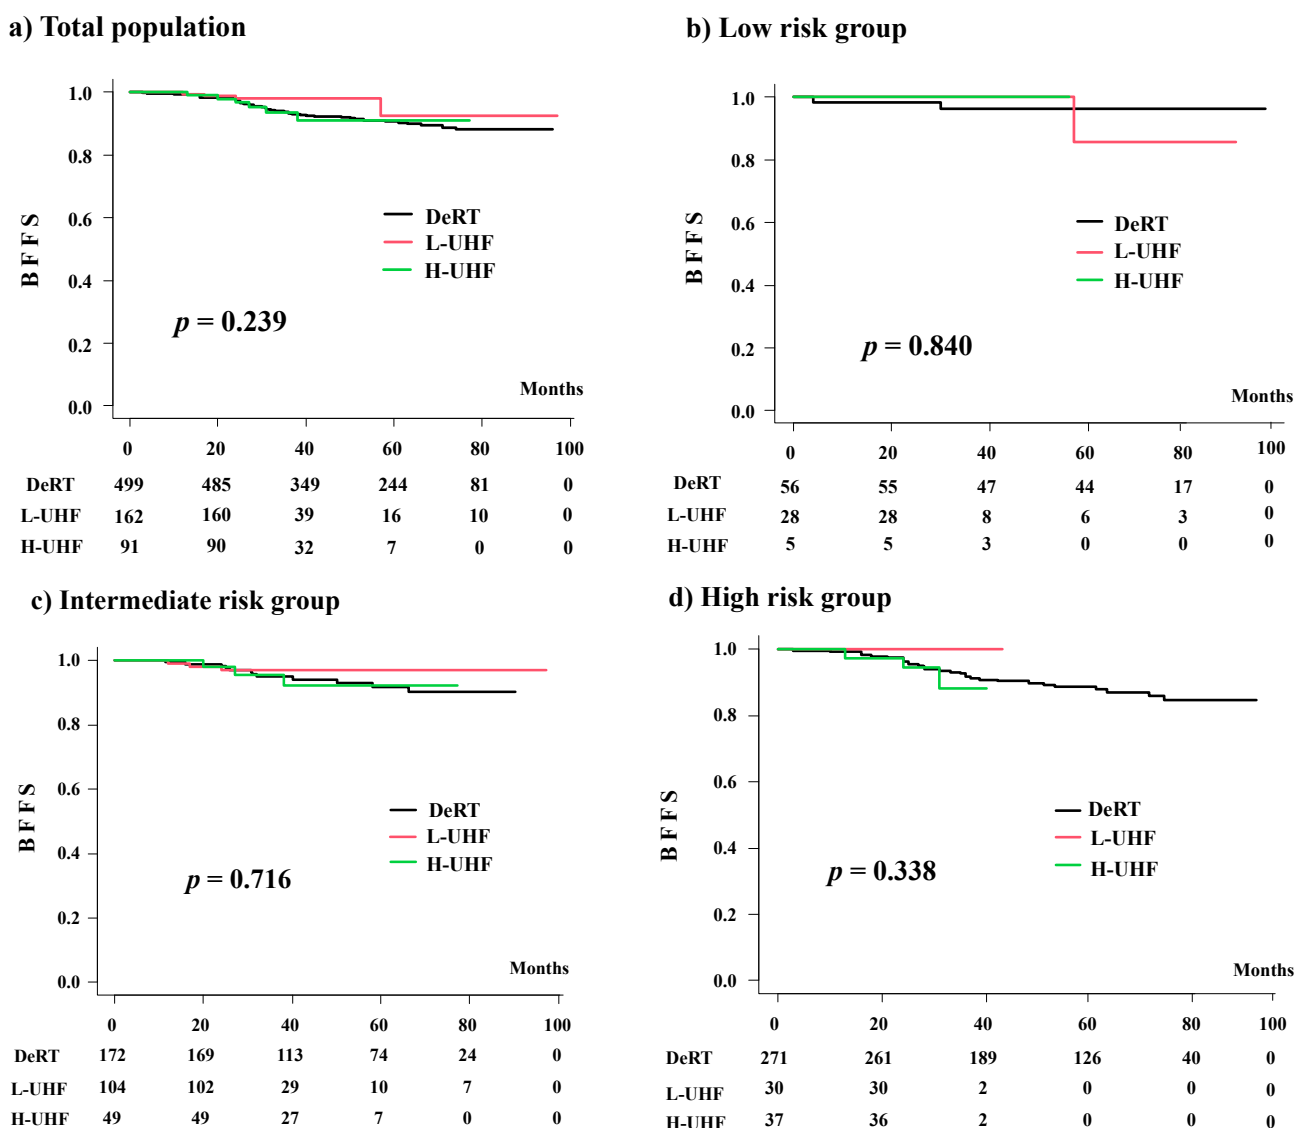 a) Total population
1.0
0.8
0.6
0.4
0.2
0.0
BFFS
DeRT
L-UHF
H-UHF
p = 0.239
Months
0 20 40 60 80 100
DeRT 499 485 349 244 81 0
L-UHF 162 160 39 16 10 0
H-UHF 91 90 32 7 0 0
b) Low risk group
1.0
0.8
0.6
0.4
0.2
0.0
BFFS
DeRT
L-UHF
H-UHF
p = 0.840
Months
0 20 40 60 80 100
DeRT 56 55 47 44 17 0
L-UHF 28 28 8 6 3 0
H-UHF 5 5 3 0 0 0
c) Intermediate risk group
1.0
0.8
0.6
0.4
0.2
0.0
BFFS
DeRT
L-UHF
H-UHF
p = 0.716
Months
0 20 40 60 80 100
DeRT 172 169 113 74 24 0
L-UHF 104 102 29 10 7 0
H-UHF 49 49 27 7 0 0
d) High risk group
1.0
0.8
0.6
0.4
0.2
0.0
BFFS
DeRT
L-UHF
H-UHF
p = 0.338
Months
0 20 40 60 80 100
DeRT 271 261 189 126 40 0
L-UHF 30 30 2 0 0 0
H-UHF 37 36 2 0 0 0